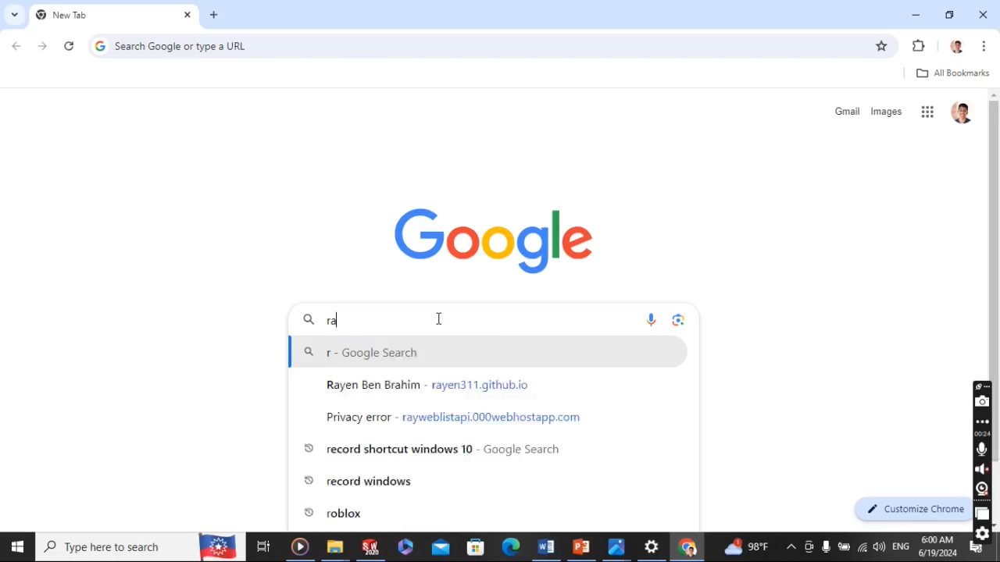 New Tab
Search Google or type a URL
All Bookmarks
Gmail Images
Google
ra
r - Google Search
Rayen Ben Brahim - rayen311.github.io
Privacy error - rayweblistapi.000webhostapp.com
record shortcut windows 10 - Google Search
record windows
roblox
00:24
Customize Chrome
Type here to search
SW
2020
W
P
98°F
ENG
6:00 AM
6/19/2024